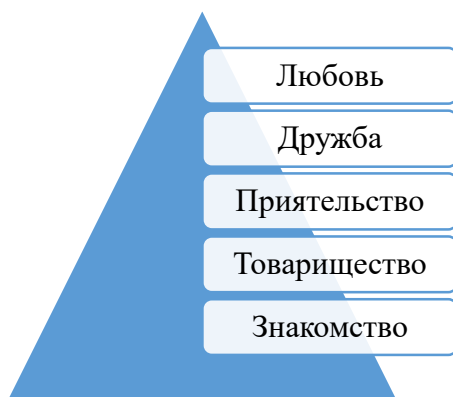 Любовь
Дружба
Приятельство
Товарищество
Знакомство